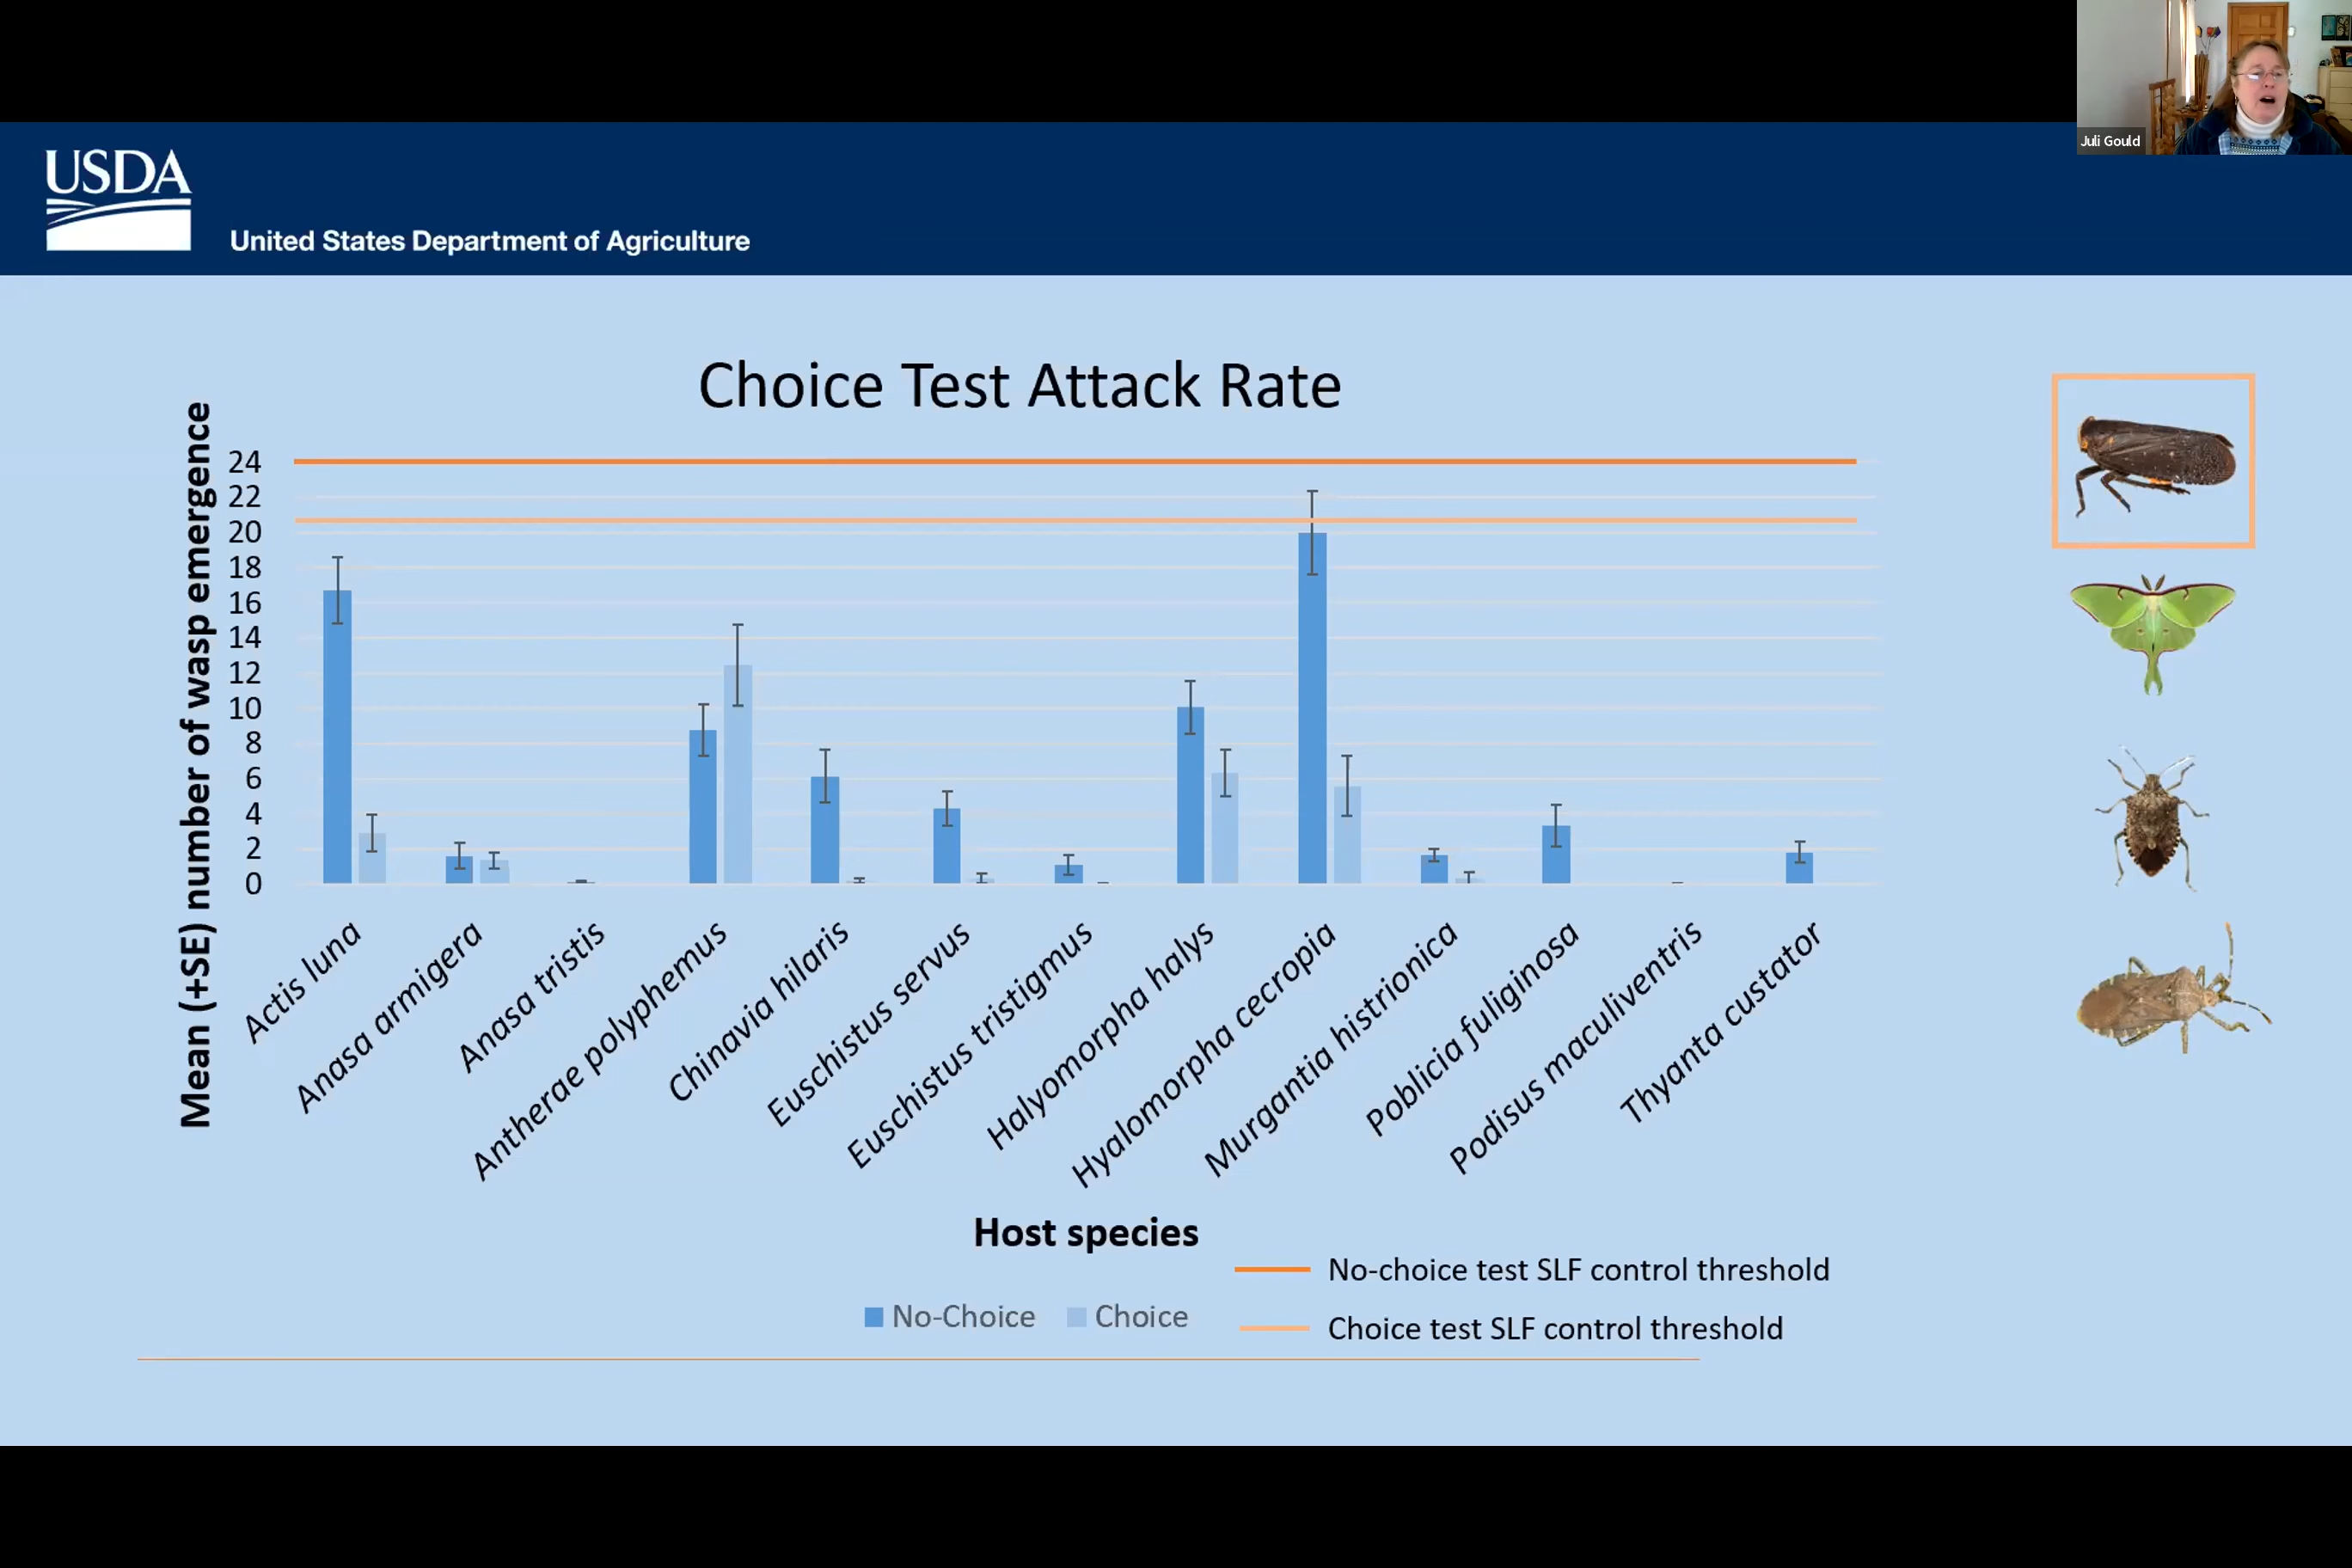 Juli Gould
USDA
United States Department of Agriculture
Choice Test Attack Rate
Mean (+SE) number of wasp emergence
24
22
20
18
16
14
12
10
8
6
4
2
0
Actis luna
Anasa armigera
Anasa tristis
Antherae polyphemus
Chinavia hilaris
Euschistus servus
Euschistus tristigmus
Halyomorpha halys
Hyalomorpha cecropia
Murgantia histrionica
Poblicia fuliginosa
Podisus maculiventris
Thyanta custator
Host species
No-choice test SLF control threshold
No-Choice Choice
Choice test SLF control threshold